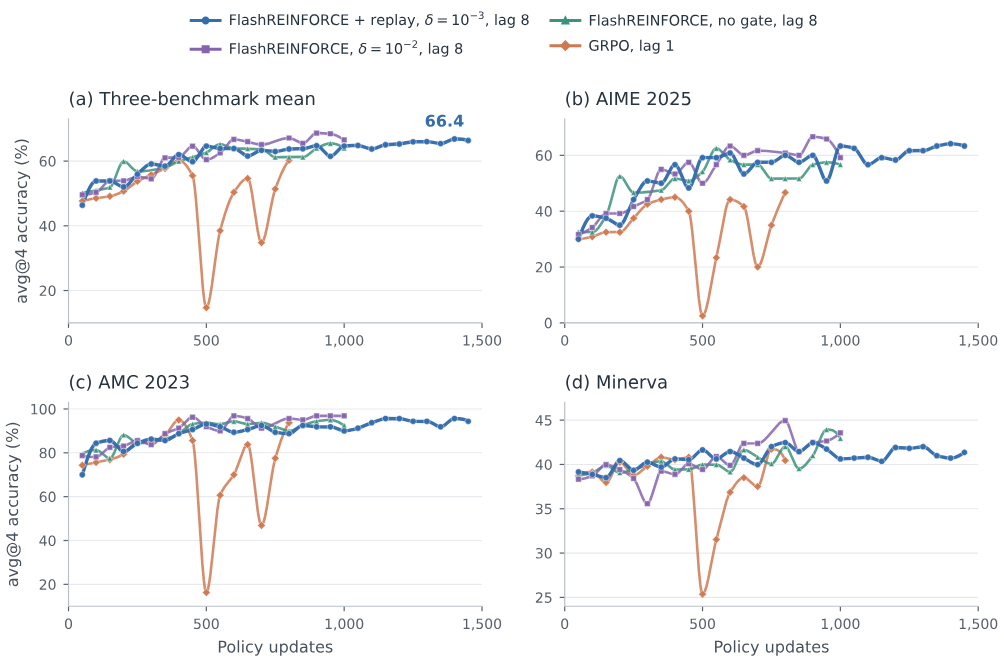 FlashREINFORCE + replay, δ = 10⁻³, lag 8
FlashREINFORCE, no gate, lag 8
FlashREINFORCE, δ = 10⁻², lag 8
GRPO, lag 1
(a) Three-benchmark mean
66.4
avg@4 accuracy (%)
60
40
20
0
500
1,000
1,500
(b) AIME 2025
60
40
20
0
0
500
1,000
1,500
(c) AMC 2023
avg@4 accuracy (%)
100
80
60
40
20
0
500
1,000
1,500
Policy updates
(d) Minerva
45
40
35
30
25
0
500
1,000
1,500
Policy updates